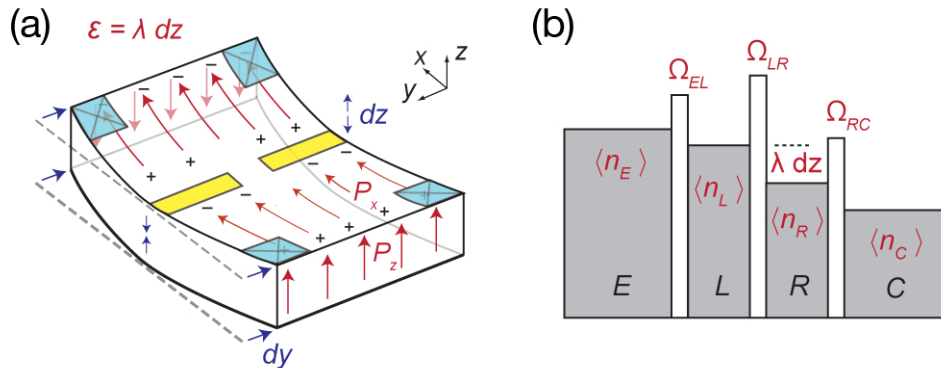 (a)
ε = λ dz
x
z
y
dz
P_x
P_z
dy
(b)
Ω_EL
Ω_LR
Ω_RC
λ dz
⟨n_E⟩
⟨n_L⟩
⟨n_R⟩
⟨n_C⟩
E
L
R
C